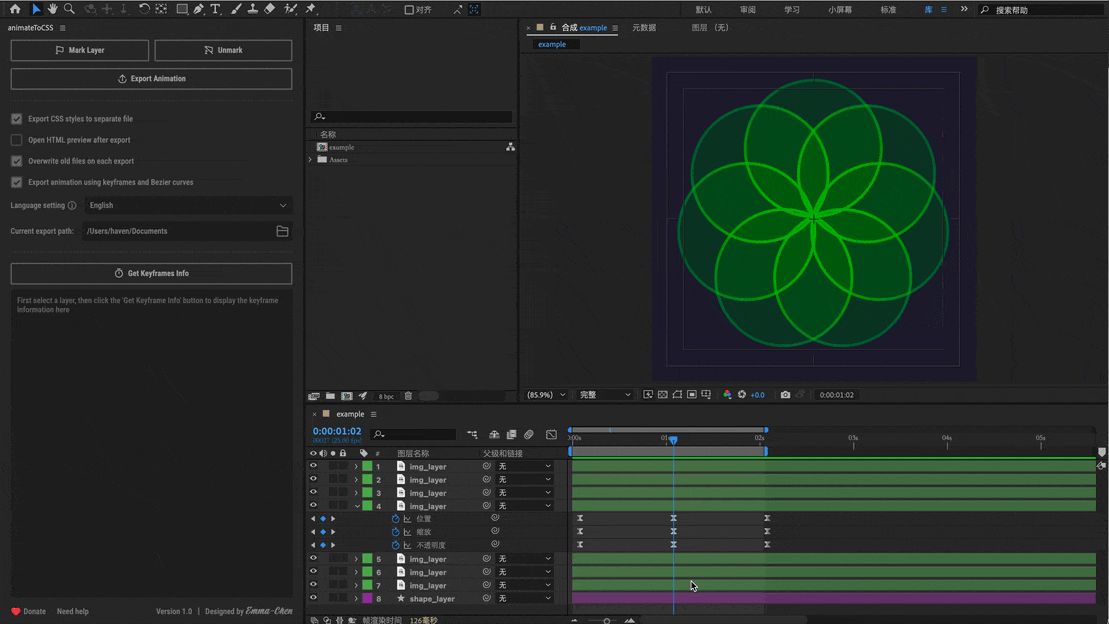 对齐
默认
审阅
学习
小屏幕
标准
库
搜索帮助
animateToCSS
Mark Layer
Unmark
Export Animation
Export CSS styles to separate file
Open HTML preview after export
Overwrite old files on each export
Export animation using keyframes and Bezier curves
Language setting
English
Current export path:
/Users/haven/Documents
Get Keyframes Info
First select a layer, then click the 'Get Keyframe Info' button to display the keyframe
information here
Donate
Need help
Version 1.0
Designed by Emma-Chen
项目
名称
example
Assets
8 bpc
合成 example
元数据
图层 （无）
example
(85.9%)
完整
+0.0
0:00:01:02
example
0:00:01:02
00027 (25.00 fps)
:00s
01
02s
03s
04s
05s
#
图层名称
父级和链接
1 img_layer 无
2 img_layer 无
3 img_layer 无
4 img_layer 无
位置
缩放
不透明度
5 img_layer 无
6 img_layer 无
7 img_layer 无
8 shape_layer 无
帧渲染时间 126毫秒